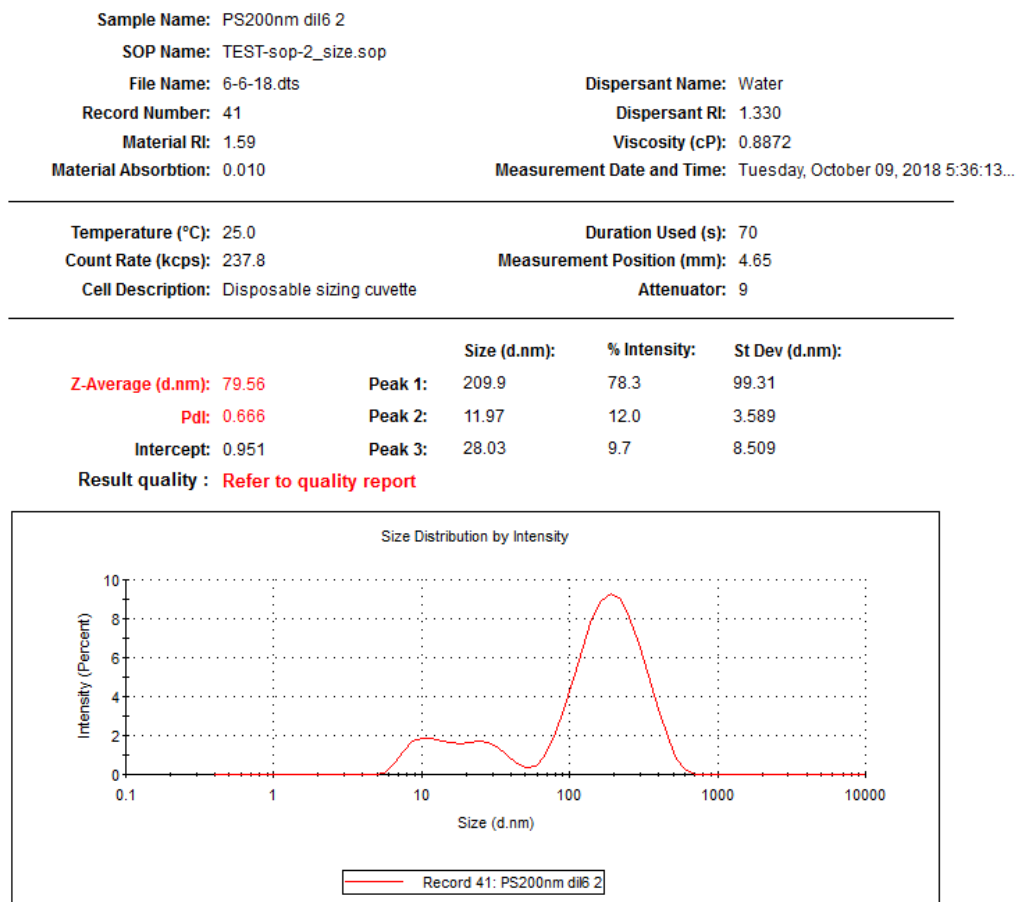 Sample Name: PS200nm dil6 2
SOP Name: TEST-sop-2_size.sop
File Name: 6-6-18.dts Dispersant Name: Water
Record Number: 41 Dispersant RI: 1.330
Material RI: 1.59 Viscosity (cP): 0.8872
Material Absorbtion: 0.010 Measurement Date and Time: Tuesday, October 09, 2018 5:36:13...
Temperature (°C): 25.0 Duration Used (s): 70
Count Rate (kcps): 237.8 Measurement Position (mm): 4.65
Cell Description: Disposable sizing cuvette Attenuator: 9
Size (d.nm): % Intensity: St Dev (d.nm):
Z-Average (d.nm): 79.56 Peak 1: 209.9 78.3 99.31
PdI: 0.666 Peak 2: 11.97 12.0 3.589
Intercept: 0.951 Peak 3: 28.03 9.7 8.509
Result quality : Refer to quality report
Size Distribution by Intensity
Intensity (Percent)
10
8
6
4
2
0
0.1 1 10 100 1000 10000
Size (d.nm)
Record 41: PS200nm dil6 2